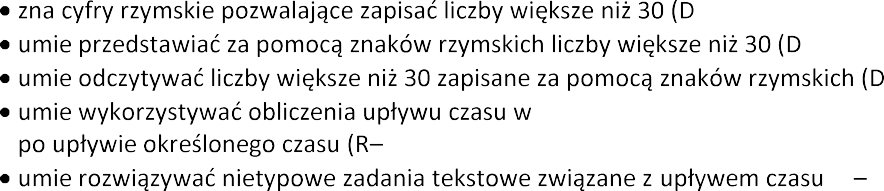 • zna cyfry rzymskie pozwalające zapisać liczby większe niż 30 (D
• umie przedstawiać za pomocą znaków rzymskich liczby większe niż 30 (D
• umie odczytywać liczby większe niż 30 zapisane za pomocą znaków rzymskich (D
• umie wykorzystywać obliczenia upływu czasu w
po upływie określonego czasu (R–
• umie rozwiązywać nietypowe zadania tekstowe związane z upływem czasu –